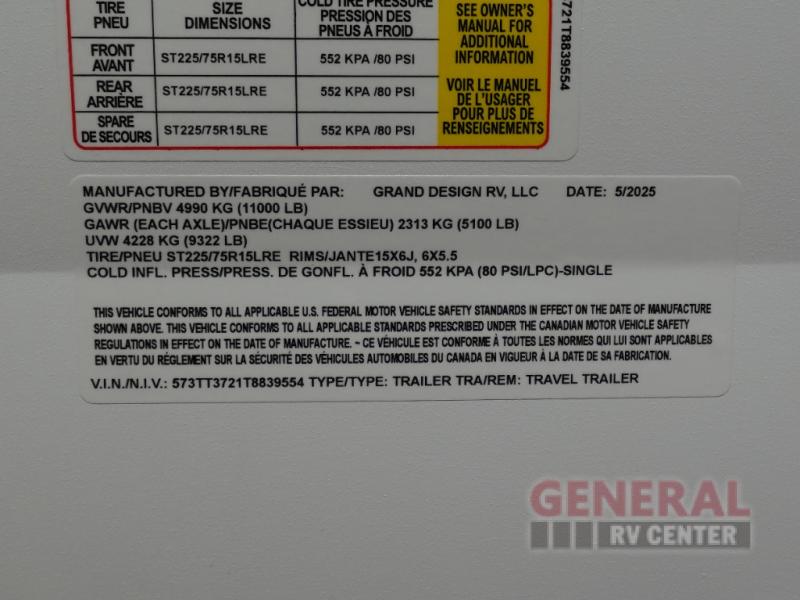 TIRE
PNEU
SIZE
DIMENSIONS
COLD TIRE PRESSURE
PRESSION DES
PNEUS À FROID
SEE OWNER'S
MANUAL FOR
ADDITIONAL
INFORMATION
FRONT
AVANT
ST225/75R15LRE
552 KPA /80 PSI
REAR
ARRIÈRE
ST225/75R15LRE
552 KPA /80 PSI
VOIR LE MANUEL
DE L'USAGER
POUR PLUS DE
RENSEIGNEMENTS
SPARE
DE SECOURS
ST225/75R15LRE
552 KPA /80 PSI
721T8839554
MANUFACTURED BY/FABRIQUÉ PAR: GRAND DESIGN RV, LLC DATE: 5/2025
GVWR/PNBV 4990 KG (11000 LB)
GAWR (EACH AXLE)/PNBE(CHAQUE ESSIEU) 2313 KG (5100 LB)
UVW 4228 KG (9322 LB)
TIRE/PNEU ST225/75R15LRE RIMS/JANTE15X6J, 6X5.5
COLD INFL. PRESS/PRESS. DE GONFL. À FROID 552 KPA (80 PSI/LPC)-SINGLE
THIS VEHICLE CONFORMS TO ALL APPLICABLE U.S. FEDERAL MOTOR VEHICLE SAFETY STANDARDS IN EFFECT ON THE DATE OF MANUFACTURE
SHOWN ABOVE. THIS VEHICLE CONFORMS TO ALL APPLICABLE STANDARDS PRESCRIBED UNDER THE CANADIAN MOTOR VEHICLE SAFETY
REGULATIONS IN EFFECT ON THE DATE OF MANUFACTURE. ~ CE VÉHICULE EST CONFORME À TOUTES LES NORMES QUI LUI SONT APPLICABLES
EN VERTU DU RÉGLEMENT SUR LA SÉCURITÉ DES VÉHICULES AUTOMOBILES DU CANADA EN VIGUEUR À LA DATE DE SA FABRICATION.
V.I.N./N.I.V.: 573TT3721T8839554 TYPE/TYPE: TRAILER TRA/REM: TRAVEL TRAILER
GENERAL
RV CENTER